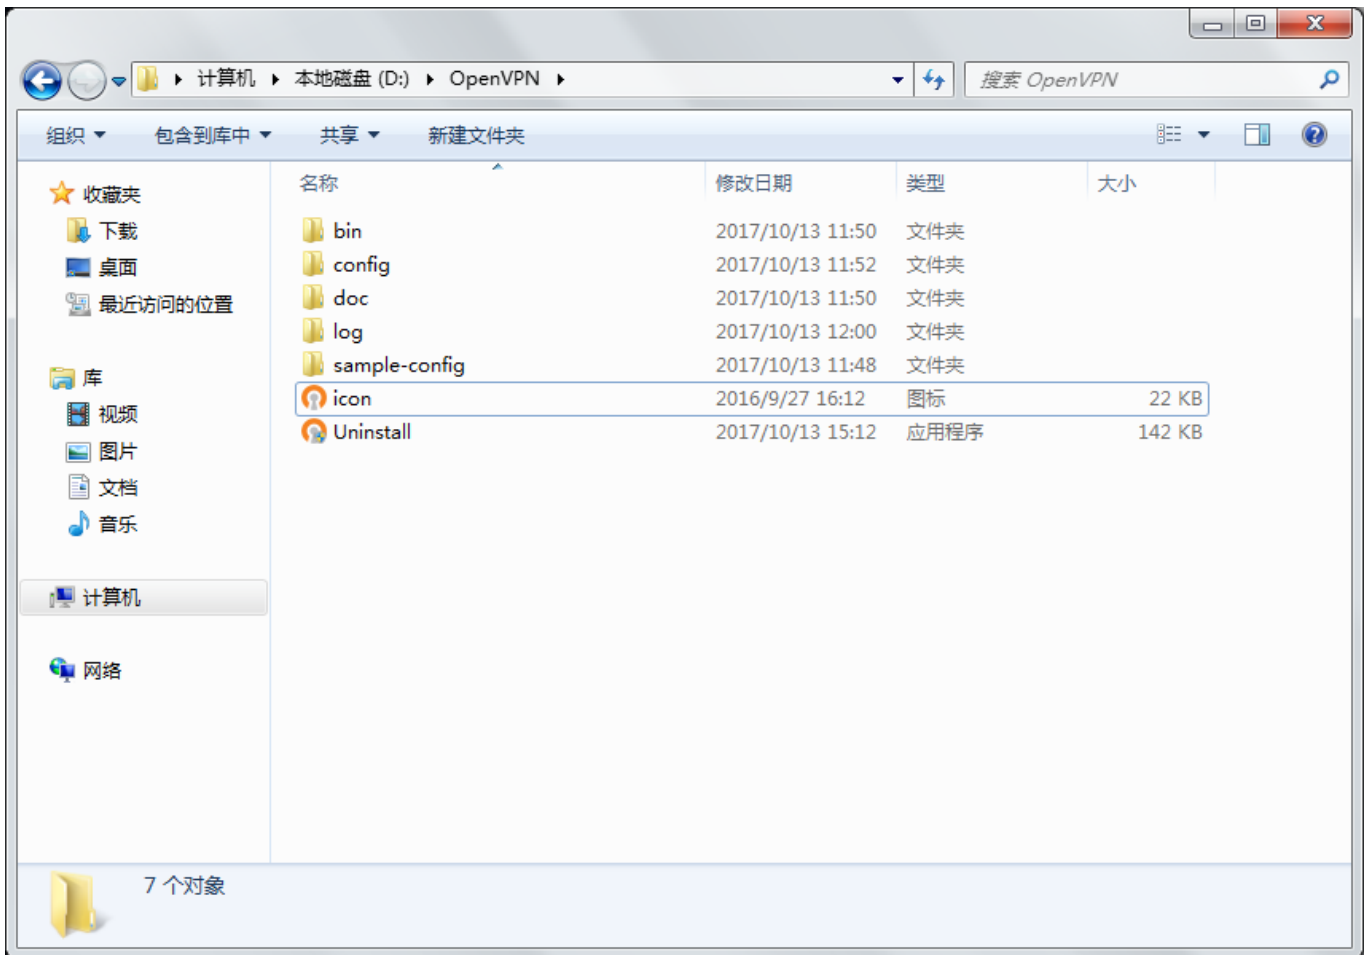 计算机 本地磁盘 (D:) OpenVPN
搜索 OpenVPN
组织 包含到库中 共享 新建文件夹
收藏夹
下载
桌面
最近访问的位置
库
视频
图片
文档
音乐
计算机
网络
名称 修改日期 类型 大小
bin 2017/10/13 11:50 文件夹
config 2017/10/13 11:52 文件夹
doc 2017/10/13 11:50 文件夹
log 2017/10/13 12:00 文件夹
sample-config 2017/10/13 11:48 文件夹
icon 2016/9/27 16:12 图标 22 KB
Uninstall 2017/10/13 15:12 应用程序 142 KB
7 个对象